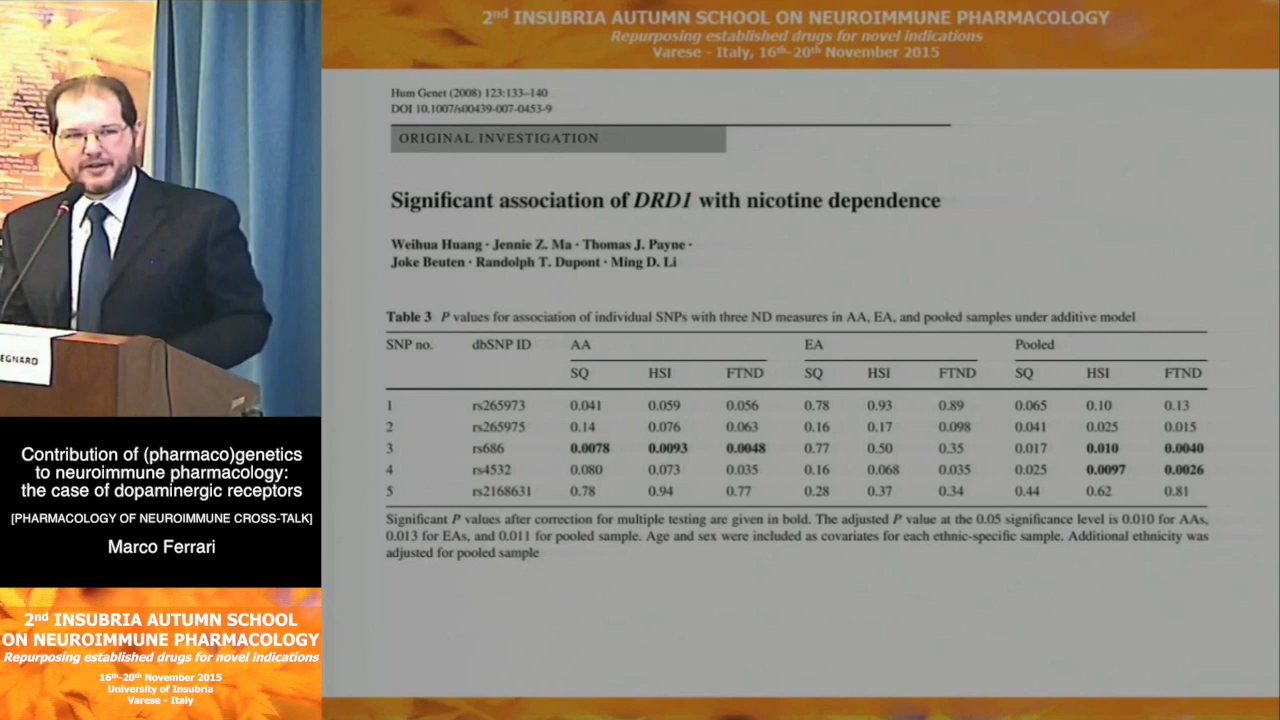 2nd INSUBRIA AUTUMN SCHOOL ON NEUROIMMUNE PHARMACOLOGY
Repurposing established drugs for novel indications
Varese - Italy, 16th-20th November 2015
Hum Genet (2008) 123:133–140
DOI 10.1007/s00439-007-0453-9
ORIGINAL INVESTIGATION
Significant association of DRD1 with nicotine dependence
Weihua Huang · Jennie Z. Ma · Thomas J. Payne ·
Joke Beuten · Randolph T. Dupont · Ming D. Li
Table 3 P values for association of individual SNPs with three ND measures in AA, EA, and pooled samples under additive model
SNP no. dbSNP ID AA EA Pooled
SQ HSI FTND SQ HSI FTND SQ HSI FTND
1 rs265973 0.041 0.059 0.056 0.78 0.93 0.89 0.065 0.10 0.13
2 rs265975 0.14 0.076 0.063 0.16 0.17 0.098 0.041 0.025 0.015
3 rs686 0.0078 0.0093 0.0048 0.77 0.50 0.35 0.017 0.010 0.0040
4 rs4532 0.080 0.073 0.035 0.16 0.068 0.035 0.025 0.0097 0.0026
5 rs2168631 0.78 0.94 0.77 0.28 0.37 0.34 0.44 0.62 0.81
Significant P values after correction for multiple testing are given in bold. The adjusted P value at the 0.05 significance level is 0.010 for AAs,
0.013 for EAs, and 0.011 for pooled sample. Age and sex were included as covariates for each ethnic-specific sample. Additional ethnicity was
adjusted for pooled sample
EGNARD
Contribution of (pharmaco)genetics
to neuroimmune pharmacology:
the case of dopaminergic receptors
[PHARMACOLOGY OF NEUROIMMUNE CROSS-TALK]
Marco Ferrari
2nd INSUBRIA AUTUMN SCHOOL
ON NEUROIMMUNE PHARMACOLOGY
Repurposing established drugs for novel indications
16th-20th November 2015
University of Insubria
Varese - Italy